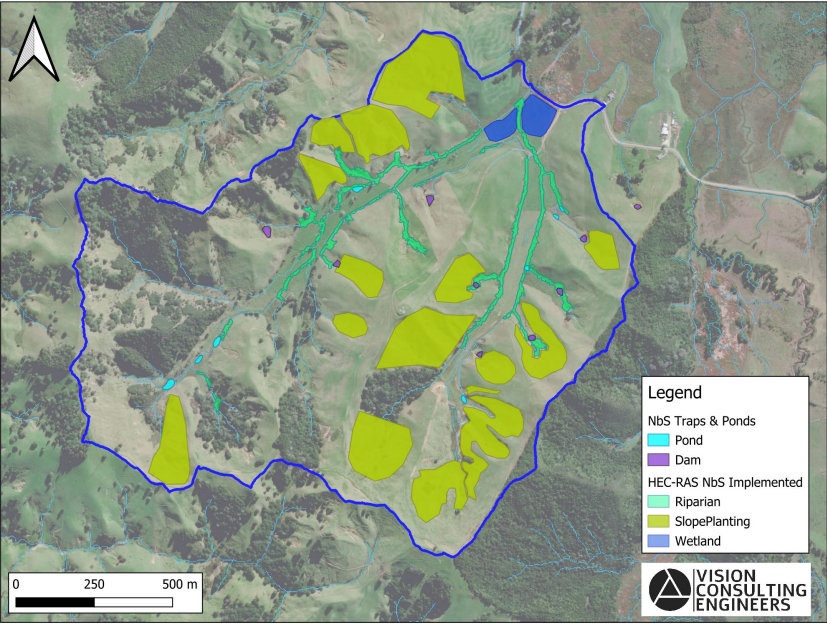 Legend
NbS Traps & Ponds
Pond
Dam
HEC-RAS NbS Implemented
Riparian
SlopePlanting
Wetland
0 250 500 m
VISION
CONSULTING
ENGINEERS